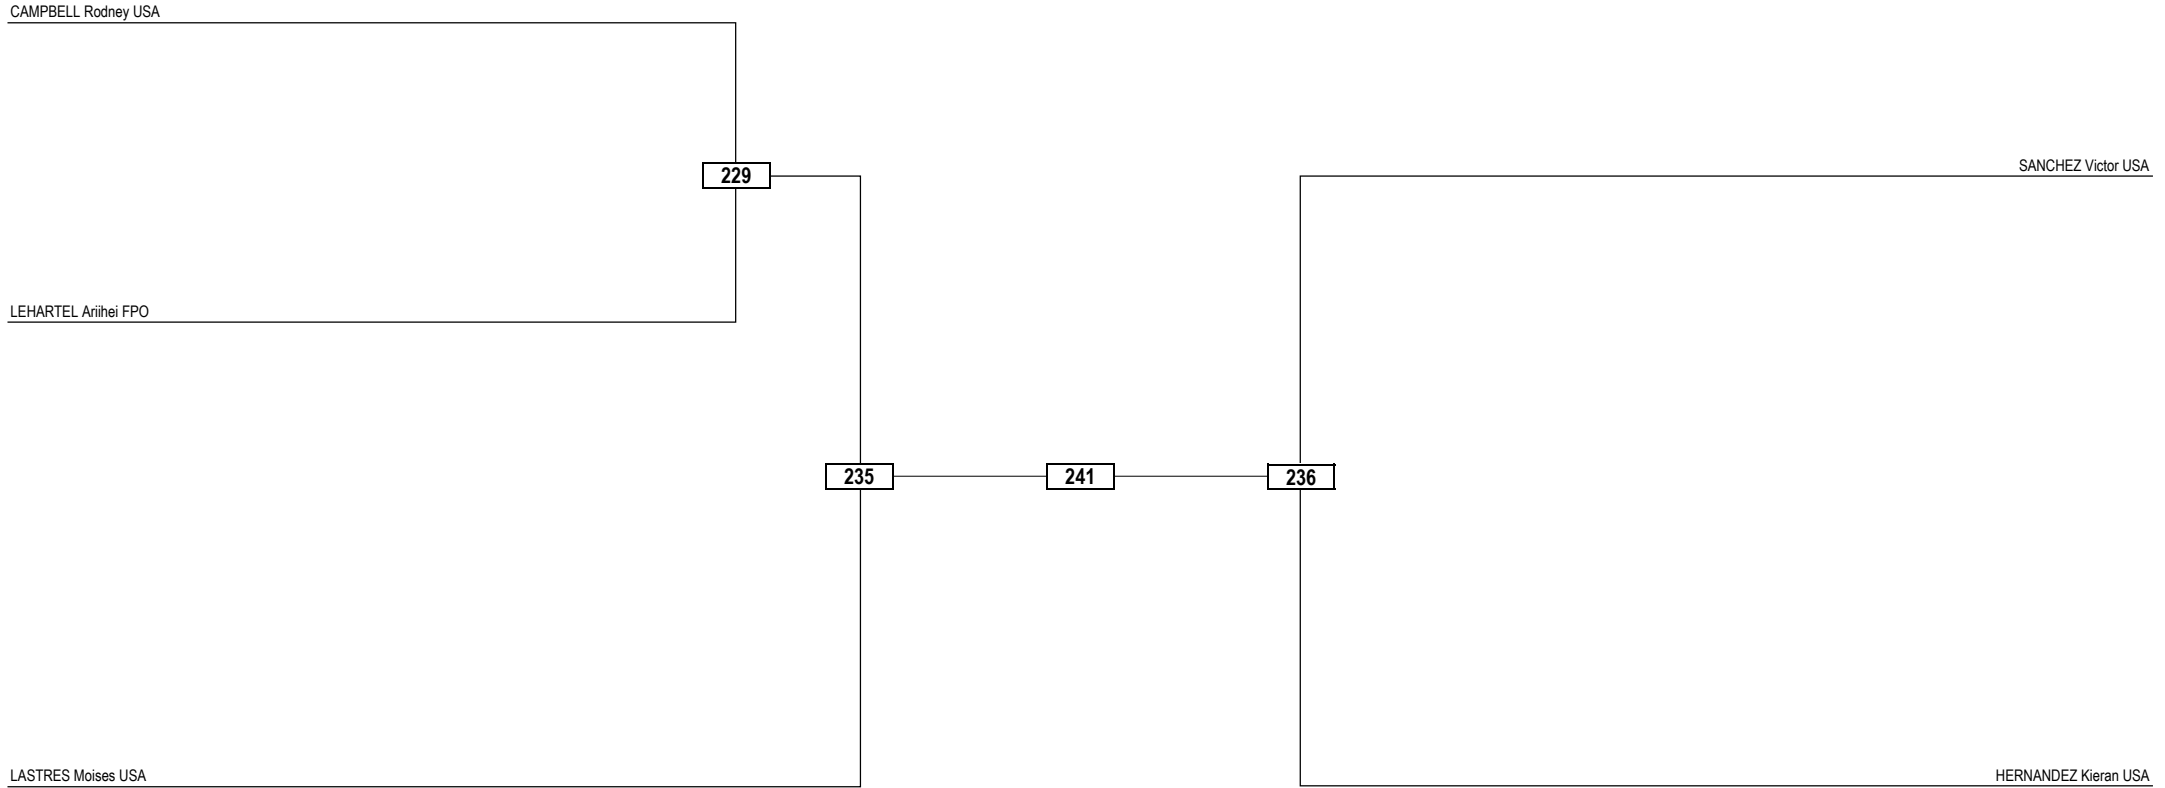 CAMPBELL Rodney USA
229
SANCHEZ Victor USA
LEHARTEL Ariihei FPO
235
241
236
LASTRES Moises USA
HERNANDEZ Kieran USA